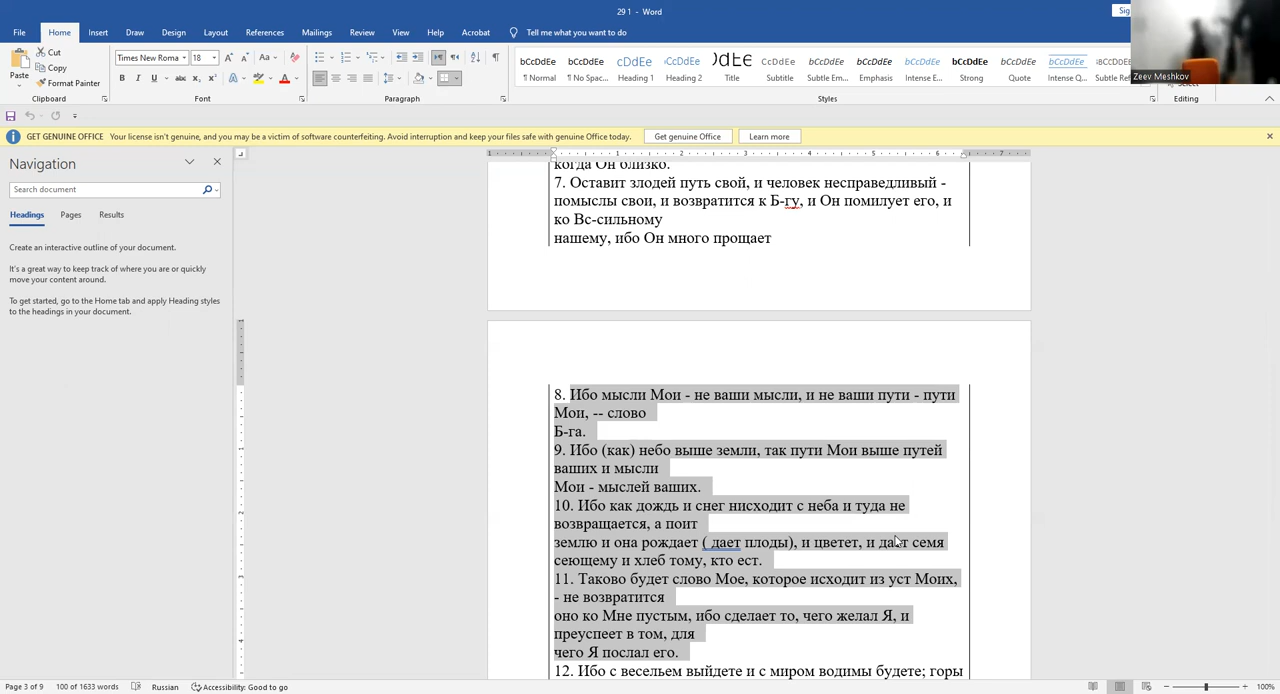 29 1 - Word
Sig
File Home Insert Draw Design Layout References Mailings Review View Help Acrobat Tell me what you want to do
Zeev Meshkov
Paste
Cut
Copy
Format Painter
Clipboard
Times New Roma 18
Font
Paragraph
BbCcDdEe BbCcDdEe
¶ Normal ¶ No Spac... Heading 1 Heading 2 Title Subtitle Subtle Em... Emphasis Intense E... Strong Quote Intense Q... Subtle Ref
Styles
Select
Editing
GET GENUINE OFFICE Your license isn't genuine, and you may be a victim of software counterfeiting. Avoid interruption and keep your files safe with genuine Office today. Get genuine Office Learn more
Navigation
Search document
Headings Pages Results
Create an interactive outline of your document.
It's a great way to keep track of where you are or quickly
move your content around.
To get started, go to the Home tab and apply Heading styles
to the headings in your document.
когда Он близко.
7. Оставит злодей путь свой, и человек несправедливый -
помыслы свои, и возвратится к Б-гу, и Он помилует его, и
ко Вс-сильному
нашему, ибо Он много прощает
8. Ибо мысли Мои - не ваши мысли, и не ваши пути - пути
Мои, -- слово
Б-га.
9. Ибо (как) небо выше земли, так пути Мои выше путей
ваших и мысли
Мои - мыслей ваших.
10. Ибо как дождь и снег нисходит с неба и туда не
возвращается, а поит
землю и она рождает ( дает плоды), и цветет, и дает семя
сеющему и хлеб тому, кто ест.
11. Таково будет слово Мое, которое исходит из уст Моих,
- не возвратится
оно ко Мне пустым, ибо сделает то, чего желал Я, и
преуспеет в том, для
чего Я послал его.
12. Ибо с весельем выйдете и с миром водимы будете; горы
Page 3 of 9 100 of 1633 words Russian Accessibility: Good to go 100%